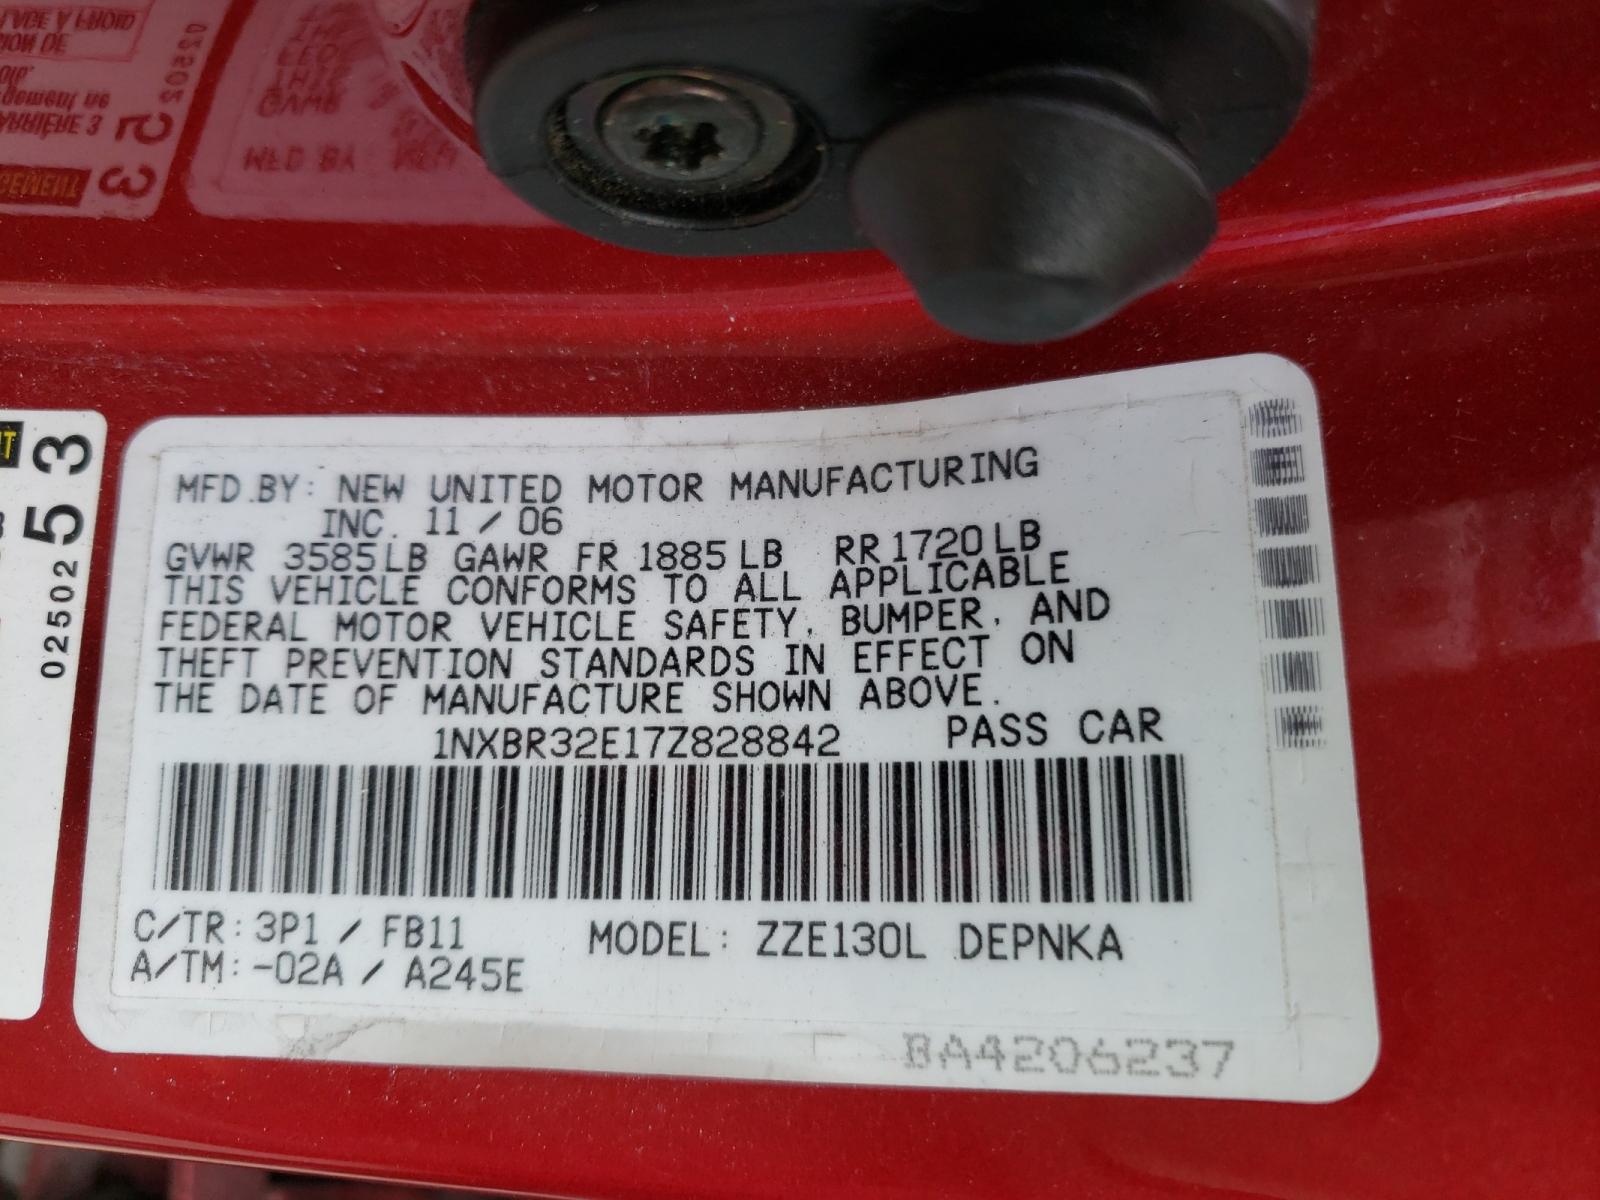 MFD.BY: NEW UNITED MOTOR MANUFACTURING
INC. 11 / 06
GVWR 3585LB GAWR FR 1885LB RR1720LB
THIS VEHICLE CONFORMS TO ALL APPLICABLE
FEDERAL MOTOR VEHICLE SAFETY, BUMPER, AND
THEFT PREVENTION STANDARDS IN EFFECT ON
THE DATE OF MANUFACTURE SHOWN ABOVE.
1NXBR32E17Z828842 PASS CAR
C/TR: 3P1 / FB11 MODEL: ZZE130L DEPNKA
A/TM: -02A / A245E
BA4206237
53
02502